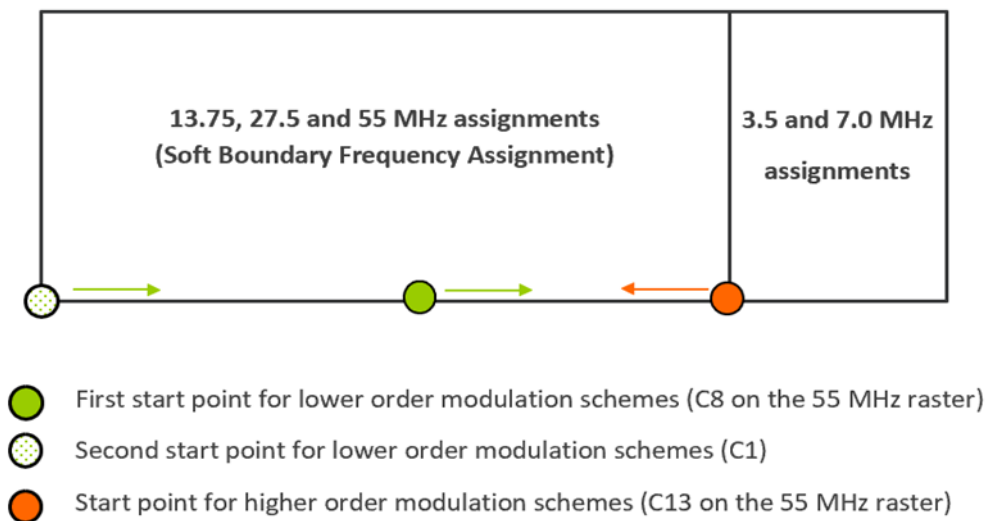 13.75, 27.5 and 55 MHz assignments
(Soft Boundary Frequency Assignment)
3.5 and 7.0 MHz
assignments
First start point for lower order modulation schemes (C8 on the 55 MHz raster)
Second start point for lower order modulation schemes (C1)
Start point for higher order modulation schemes (C13 on the 55 MHz raster)